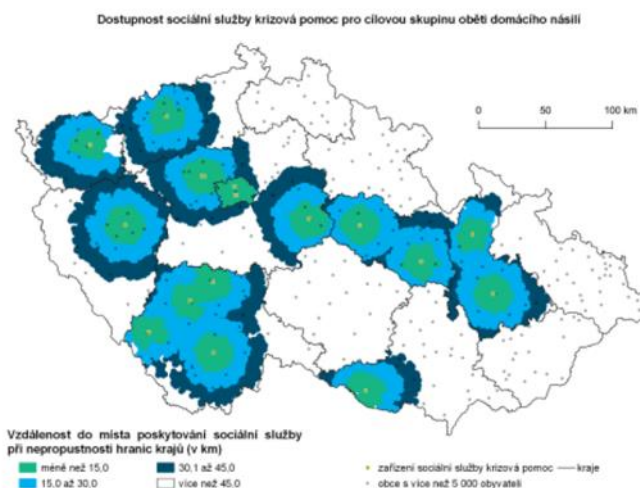 Dostupnost sociální služby krizová pomoc pro cílovou skupinu oběti domácího násilí
0 50 100 km
Vzdálenost do místa poskytování sociální služby
při nepropustnosti hranic krajů (v km)
méně než 15,0
30,1 až 45,0
zařízení sociální služby krizová pomoc
kraje
15,0 až 30,0
více než 45,0
obce s více než 5 000 obyvateli